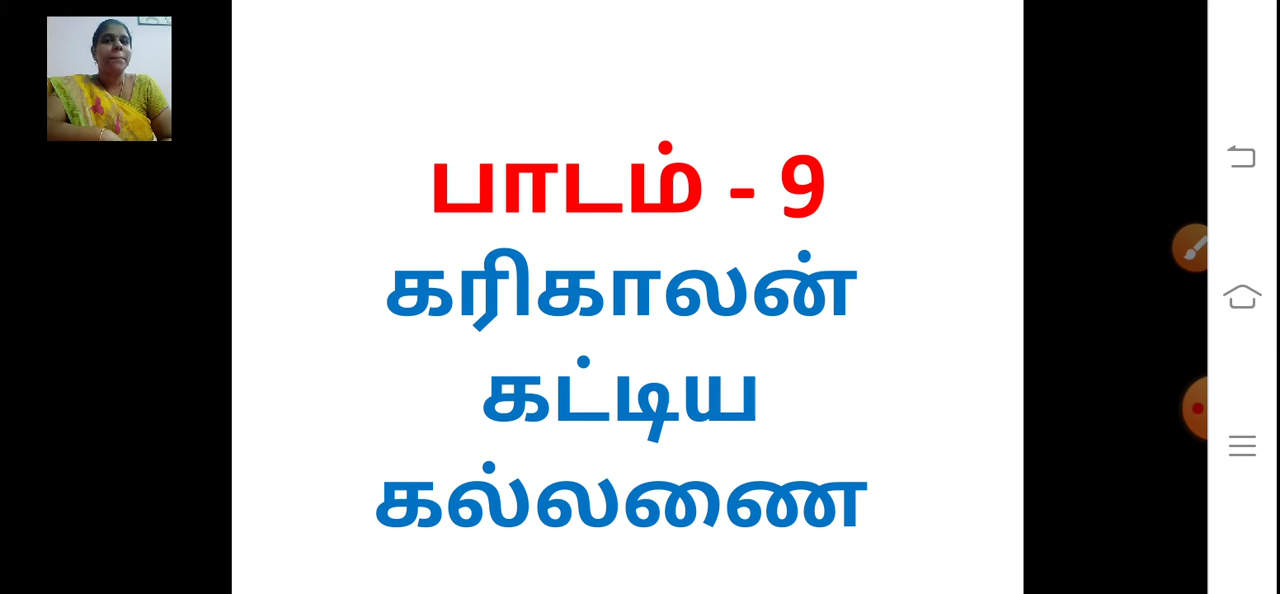 பாடம் - 9
கரிகாலன்
கட்டிய
கல்லணை